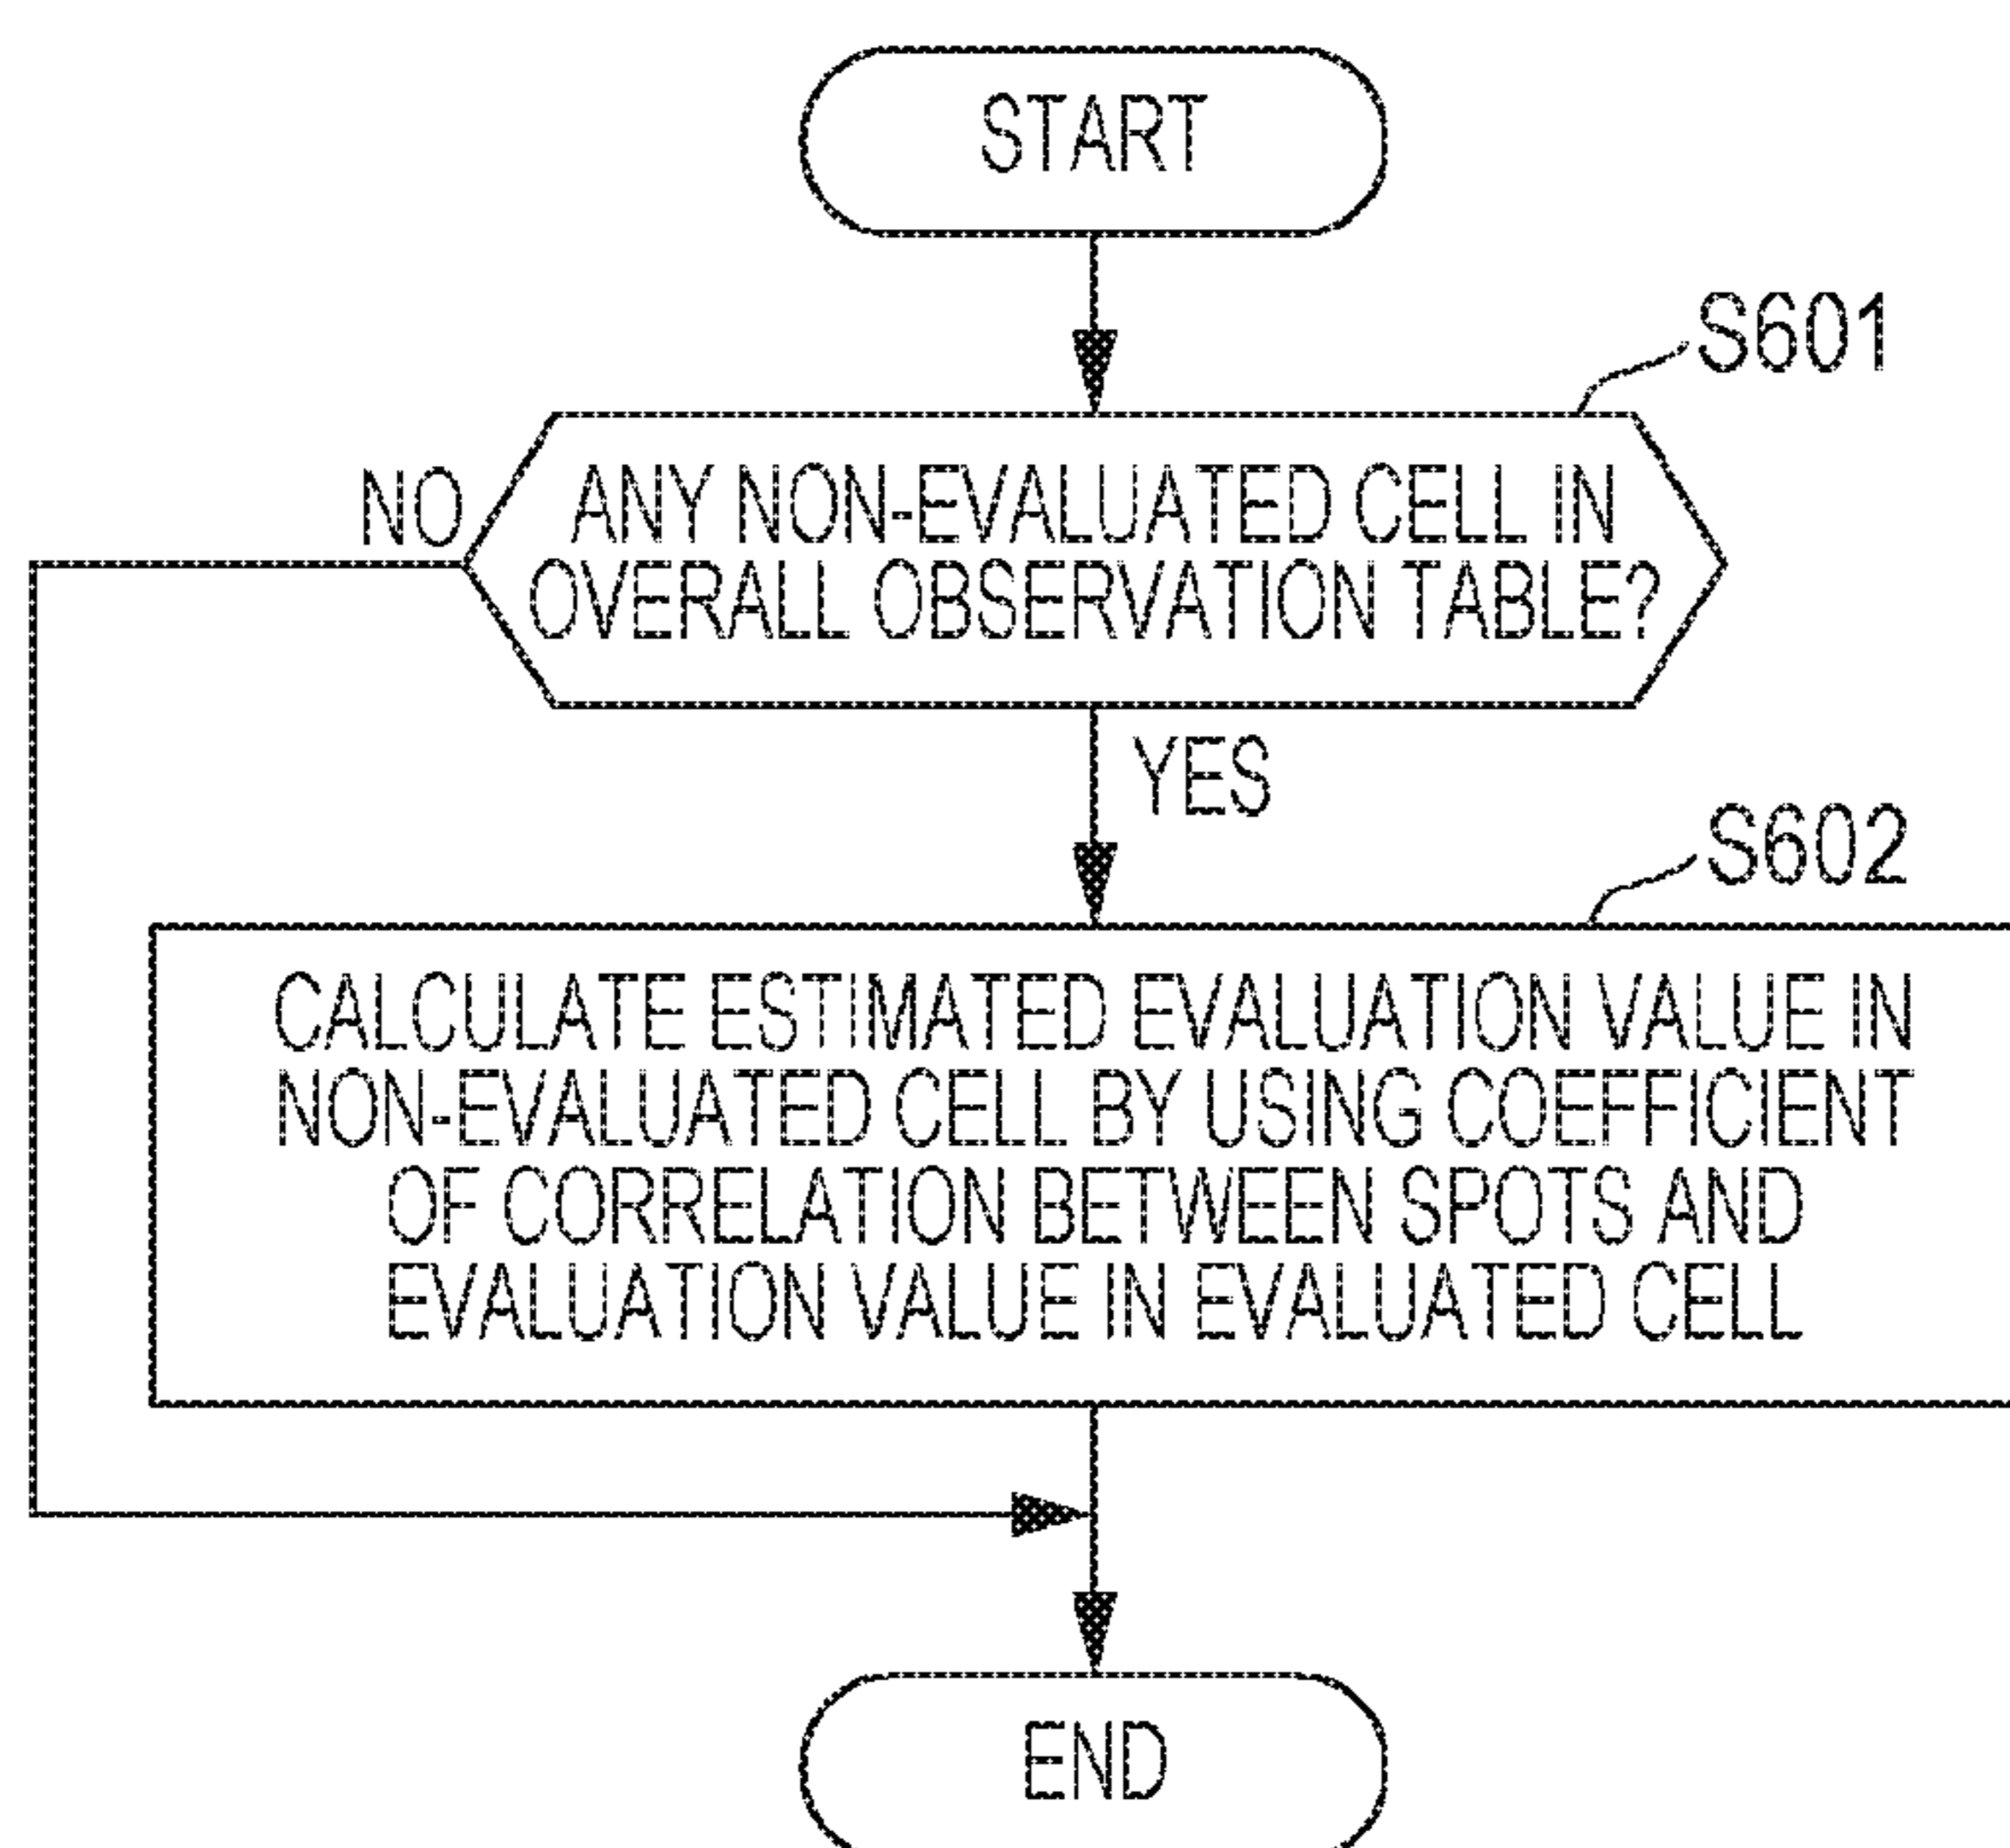 START
S601
NO
ANY NON-EVALUATED CELL IN
OVERALL OBSERVATION TABLE?
YES
S602
CALCULATE ESTIMATED EVALUATION VALUE IN
NON-EVALUATED CELL BY USING COEFFICIENT
OF CORRELATION BETWEEN SPOTS AND
EVALUATION VALUE IN EVALUATED CELL
END